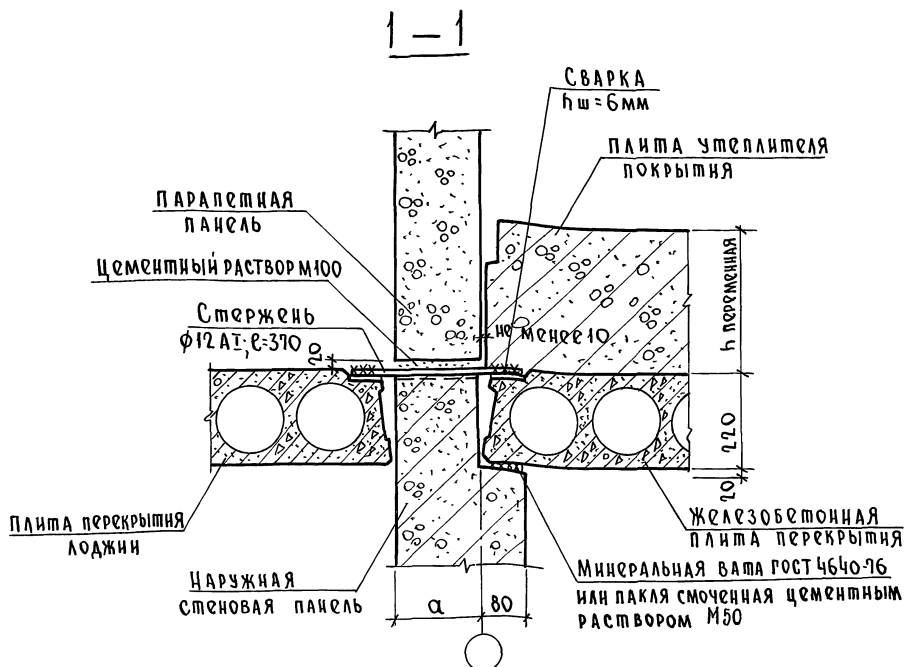 1 – 1
СВАРКА
hш = 6мм
ПЛИТА УТЕПЛИТЕЛЯ
ПОКРЫТИЯ
ПАРАПЕТНАЯ
ПАНЕЛЬ
ЦЕМЕНТНЫЙ РАСТВОР М100
СТЕРЖЕНЬ
ϕ12 АI; ℓ=370
20
не менее 10
h переменная
220
20
ПЛИТА ПЕРЕКРЫТИЯ
ЛОДЖИИ
ЖЕЛЕЗОБЕТОННАЯ
ПЛИТА ПЕРЕКРЫТИЯ
НАРУЖНАЯ
СТЕНОВАЯ ПАНЕЛЬ
а
80
МИНЕРАЛЬНАЯ ВАТА ГОСТ 4640-76
ИЛИ ПАКЛЯ СМОЧЕННАЯ ЦЕМЕНТНЫМ
РАСТВОРОМ М50